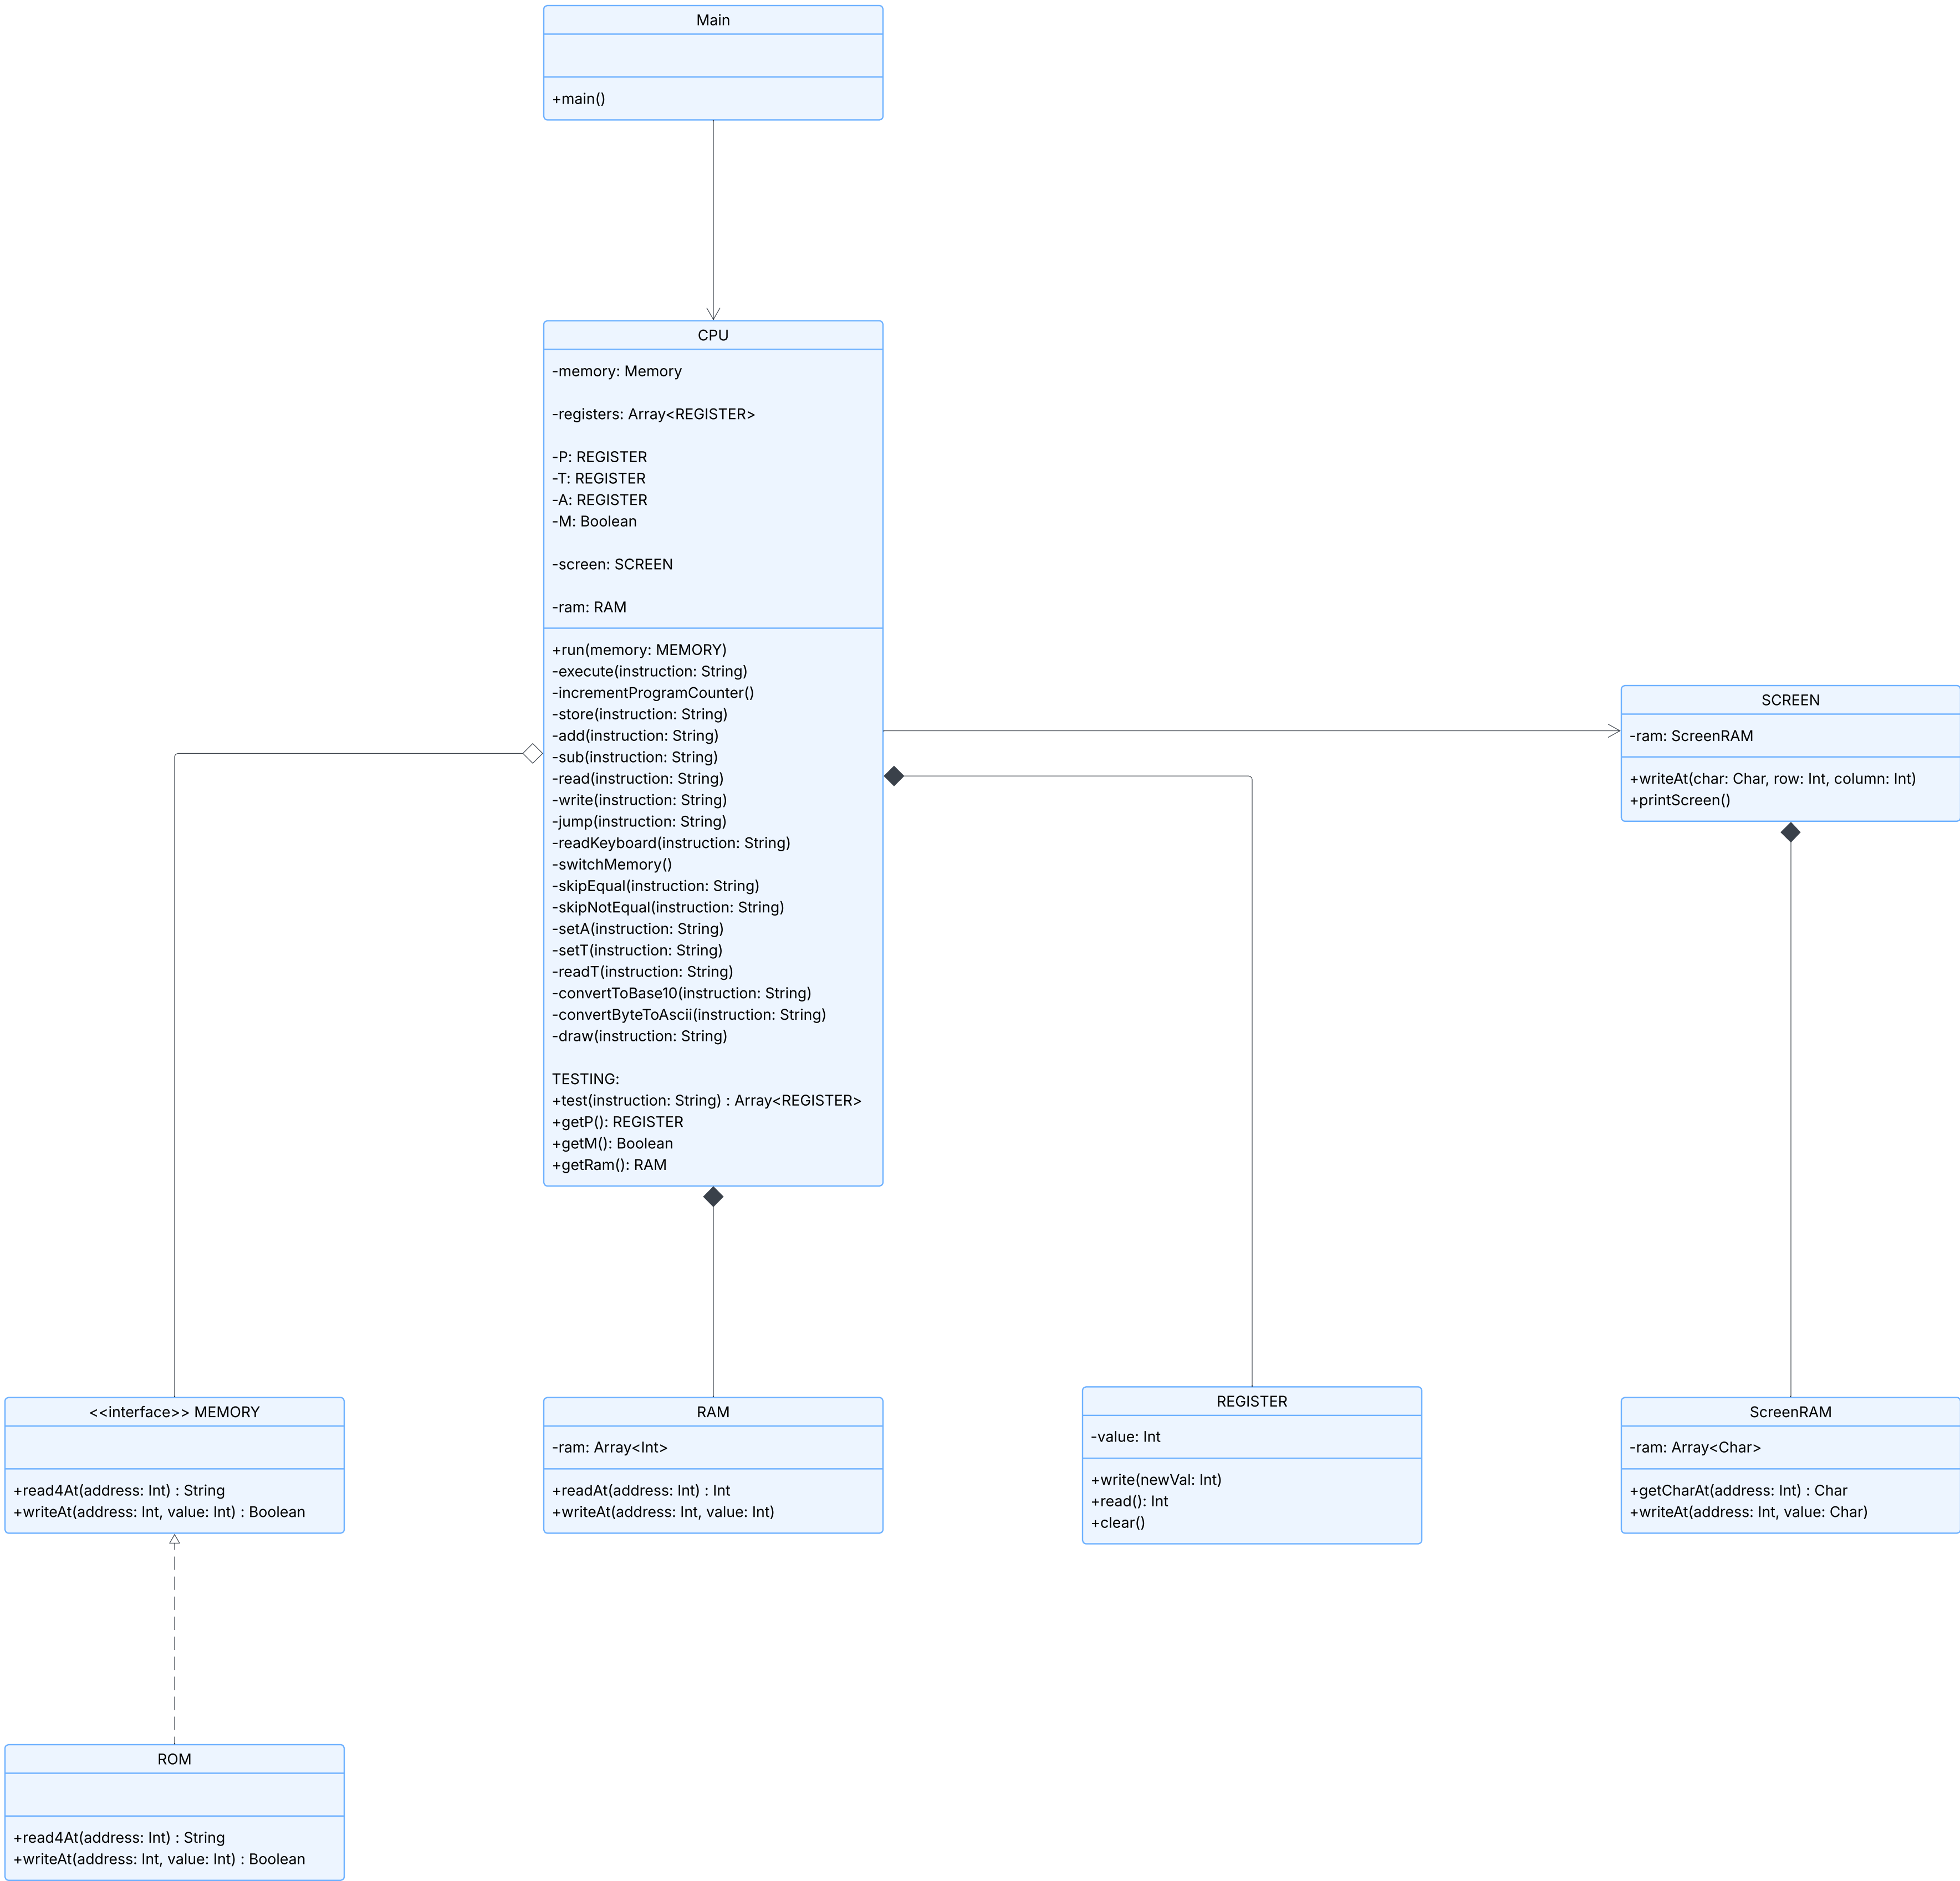 Main
+main()
CPU
-memory: Memory
-registers: Array<REGISTER>
-P: REGISTER
-T: REGISTER
-A: REGISTER
-M: Boolean
-screen: SCREEN
-ram: RAM
+run(memory: MEMORY)
-execute(instruction: String)
-incrementProgramCounter()
-store(instruction: String)
-add(instruction: String)
-sub(instruction: String)
-read(instruction: String)
-write(instruction: String)
-jump(instruction: String)
-readKeyboard(instruction: String)
-switchMemory()
-skipEqual(instruction: String)
-skipNotEqual(instruction: String)
-setA(instruction: String)
-setT(instruction: String)
-readT(instruction: String)
-convertToBase10(instruction: String)
-convertByteToAscii(instruction: String)
-draw(instruction: String)
TESTING:
+test(instruction: String) : Array<REGISTER>
+getP(): REGISTER
+getM(): Boolean
+getRam(): RAM
SCREEN
-ram: ScreenRAM
+writeAt(char: Char, row: Int, column: Int)
+printScreen()
<<interface>> MEMORY
+read4At(address: Int) : String
+writeAt(address: Int, value: Int) : Boolean
RAM
-ram: Array<Int>
+readAt(address: Int) : Int
+writeAt(address: Int, value: Int)
REGISTER
-value: Int
+write(newVal: Int)
+read(): Int
+clear()
ScreenRAM
-ram: Array<Char>
+getCharAt(address: Int) : Char
+writeAt(address: Int, value: Char)
ROM
+read4At(address: Int) : String
+writeAt(address: Int, value: Int) : Boolean